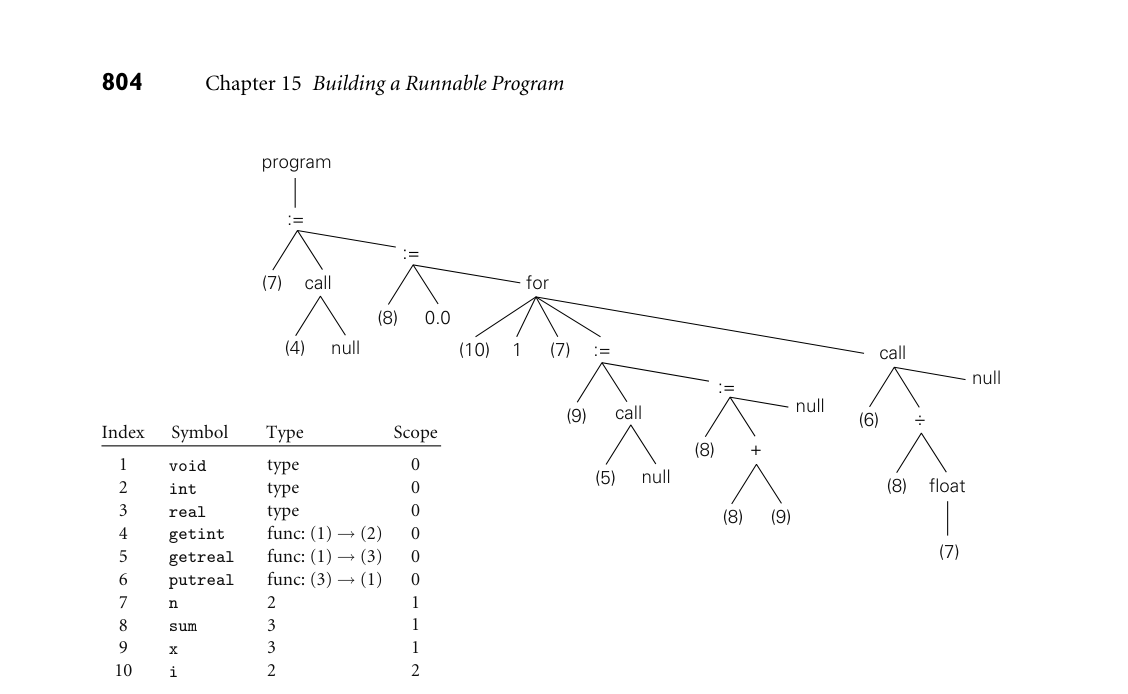 804 Chapter 15 Building a Runnable Program
program
:=
:=
(7) call for
(8) 0.0
(4) null (10) 1 (7) := call
null
:=
(9) call null
(6) ÷
(8) +
(5) null (8) float
(8) (9)
(7)
Index Symbol Type Scope
1 void type 0
2 int type 0
3 real type 0
4 getint func: (1) → (2) 0
5 getreal func: (1) → (3) 0
6 putreal func: (3) → (1) 0
7 n 2 1
8 sum 3 1
9 x 3 1
10 i 2 2